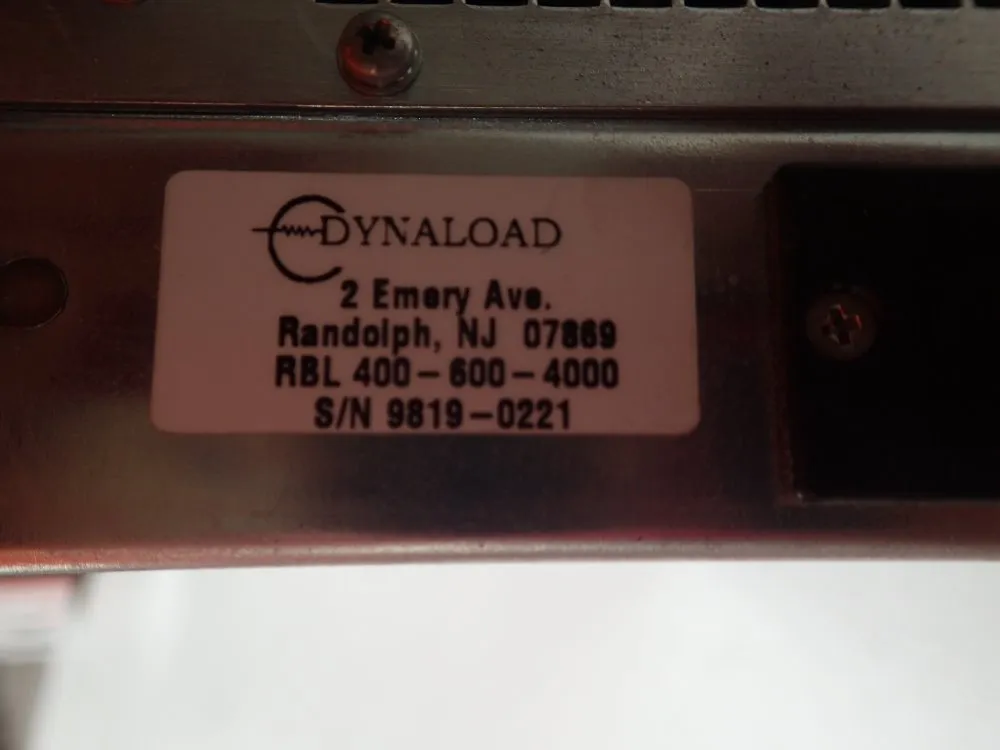 DYNALOAD
2 Emery Ave.
Randolph, NJ 07869
RBL 400-600-4000
S/N 9819-0221